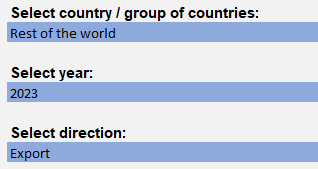 Select country / group of countries:
Rest of the world
Select year:
2023
Select direction:
Export